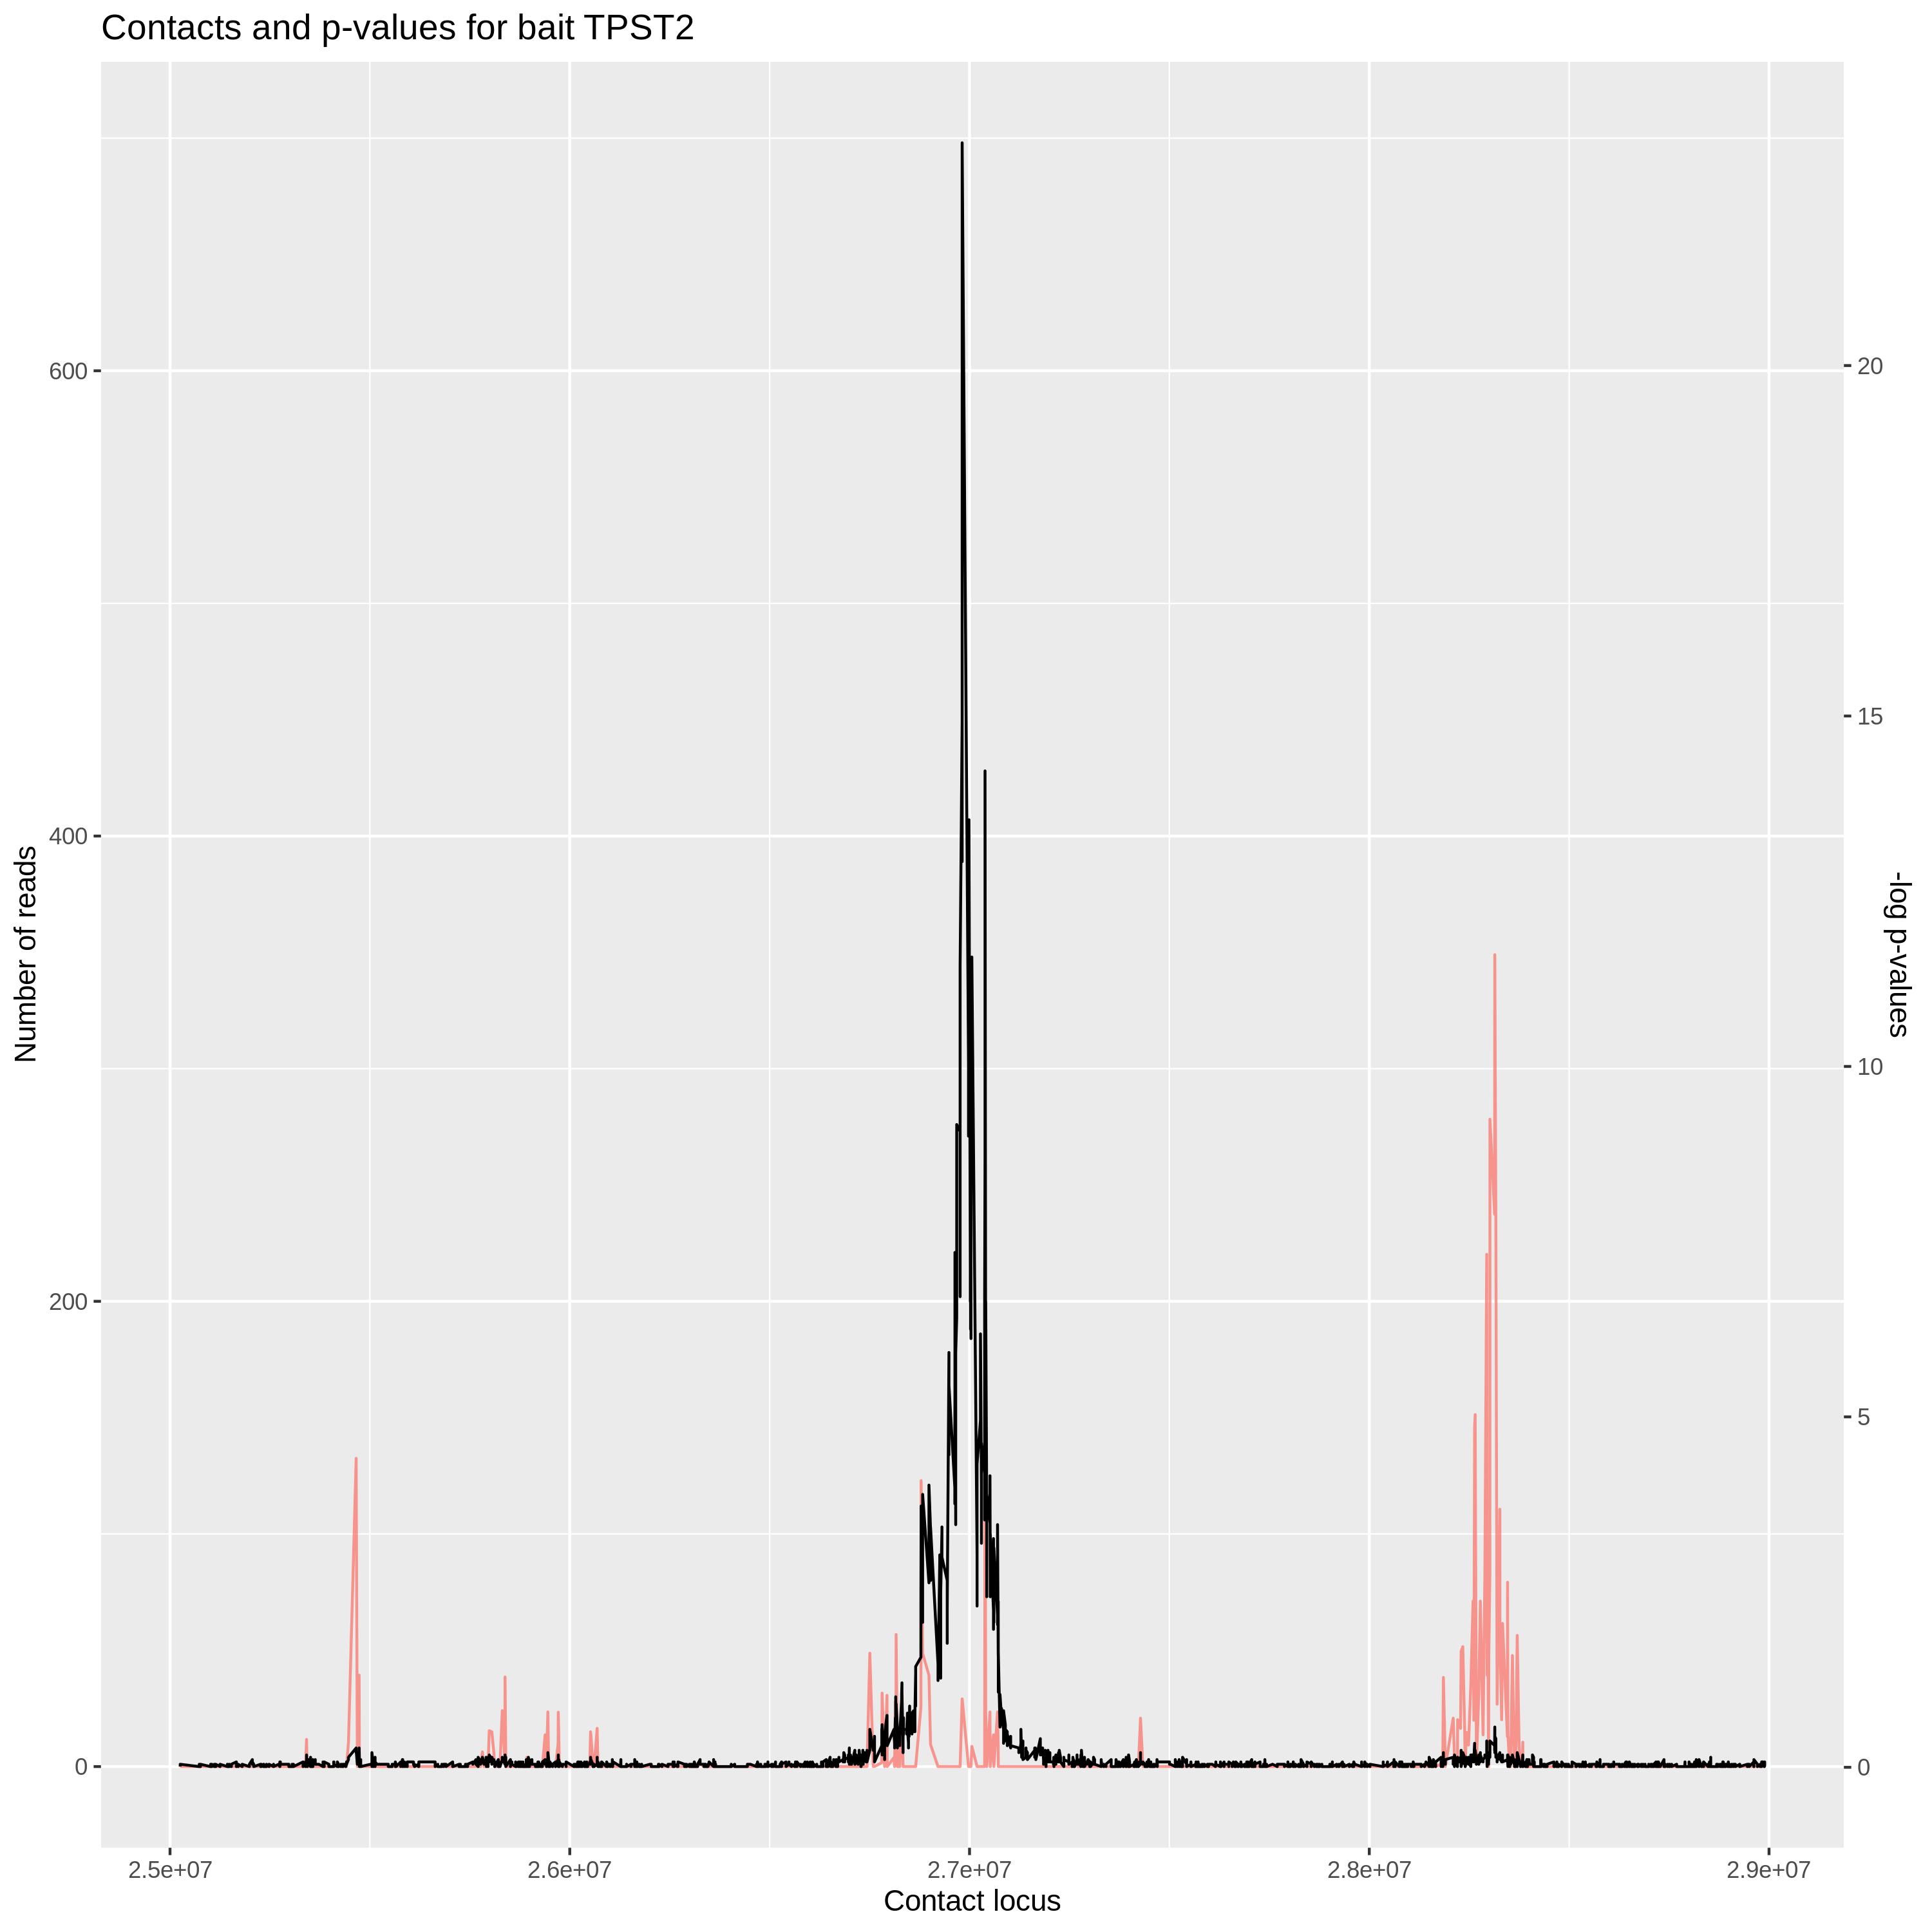 Contacts and p-values for bait TPST2
Number of reads
600
400
200
0
20
15
10
5
0
-log p-values
2.5e+07 2.6e+07 2.7e+07 2.8e+07 2.9e+07
Contact locus